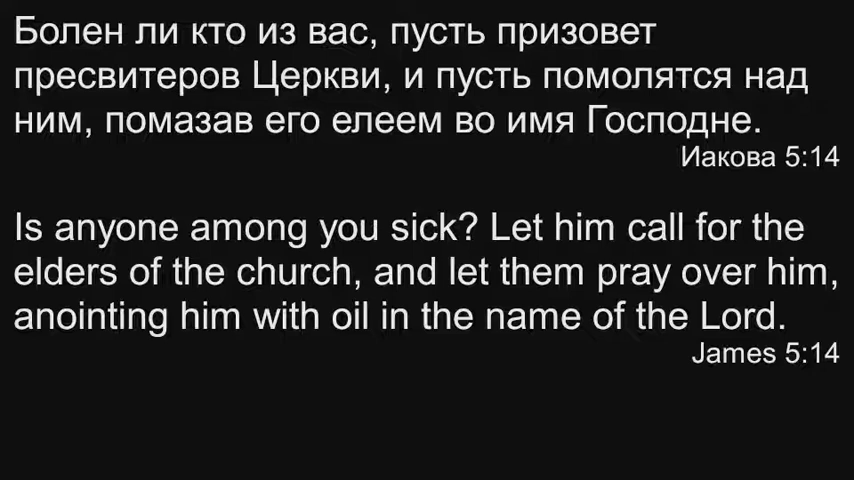 Болен ли кто из вас, пусть призовет
пресвитеров Церкви, и пусть помолятся над
ним, помазав его елеем во имя Господне.
Иакова 5:14
Is anyone among you sick? Let him call for the
elders of the church, and let them pray over him,
anointing him with oil in the name of the Lord.
James 5:14